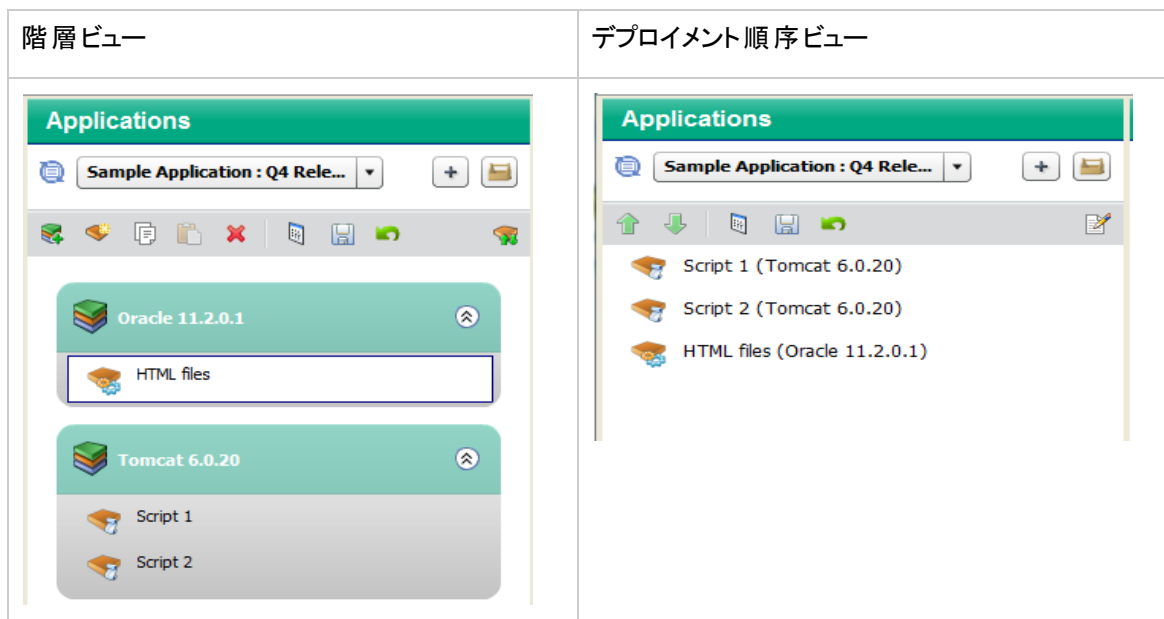 階層ビュー
デプロイメント順序ビュー
Applications
Sample Application : Q4 Rele...
Oracle 11.2.0.1
HTML files
Tomcat 6.0.20
Script 1
Script 2
Applications
Sample Application : Q4 Rele...
Script 1 (Tomcat 6.0.20)
Script 2 (Tomcat 6.0.20)
HTML files (Oracle 11.2.0.1)